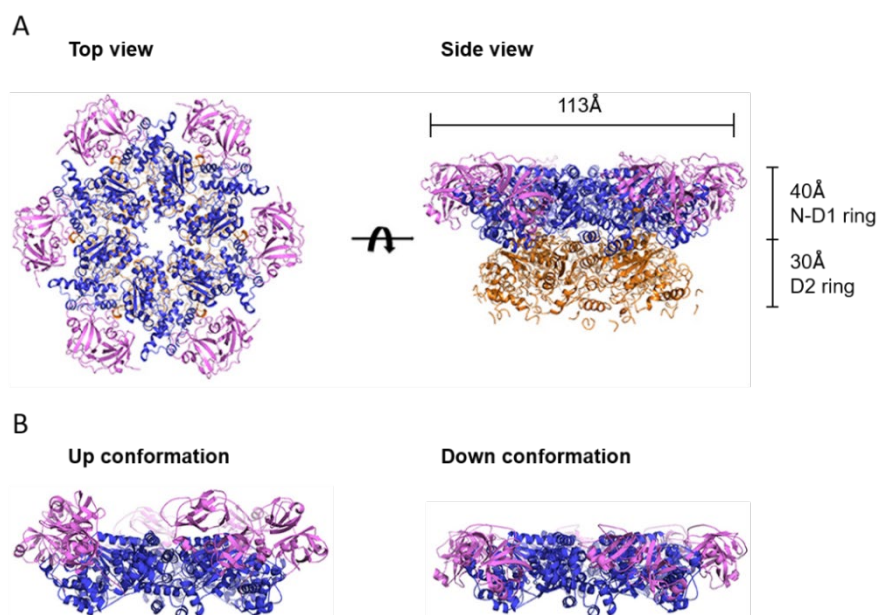 A
Top view
Side view
113Å
40Å
N-D1 ring
30Å
D2 ring
B
Up conformation
Down conformation